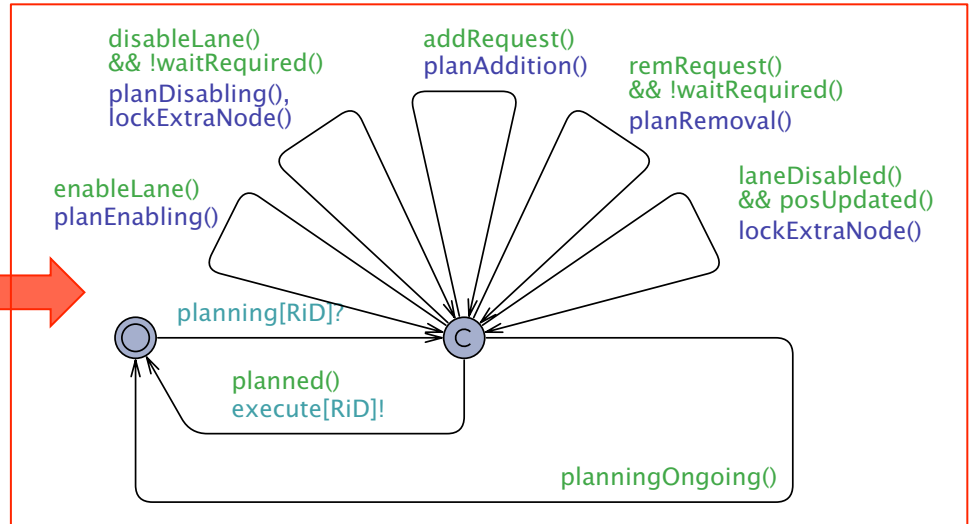 disableLane()
&& !waitRequired()
planDisabling(),
lockExtraNode()
addRequest()
planAddition()
remRequest()
&& !waitRequired()
planRemoval()
enableLane()
planEnabling()
laneDisabled()
&& posUpdated()
lockExtraNode()
planning[RiD]?
C
planned()
execute[RiD]!
planningOngoing()